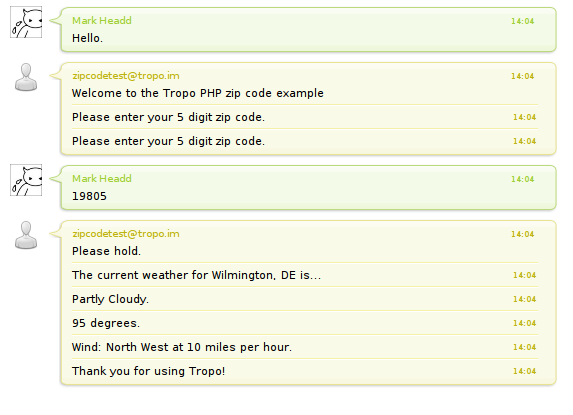 Mark Headd 14:04
Hello.
zipcodetest@tropo.im 14:04
Welcome to the Tropo PHP zip code example
Please enter your 5 digit zip code. 14:04
Please enter your 5 digit zip code. 14:04
Mark Headd 14:04
19805
zipcodetest@tropo.im 14:04
Please hold.
The current weather for Wilmington, DE is... 14:04
Partly Cloudy. 14:04
95 degrees. 14:04
Wind: North West at 10 miles per hour. 14:04
Thank you for using Tropo! 14:04